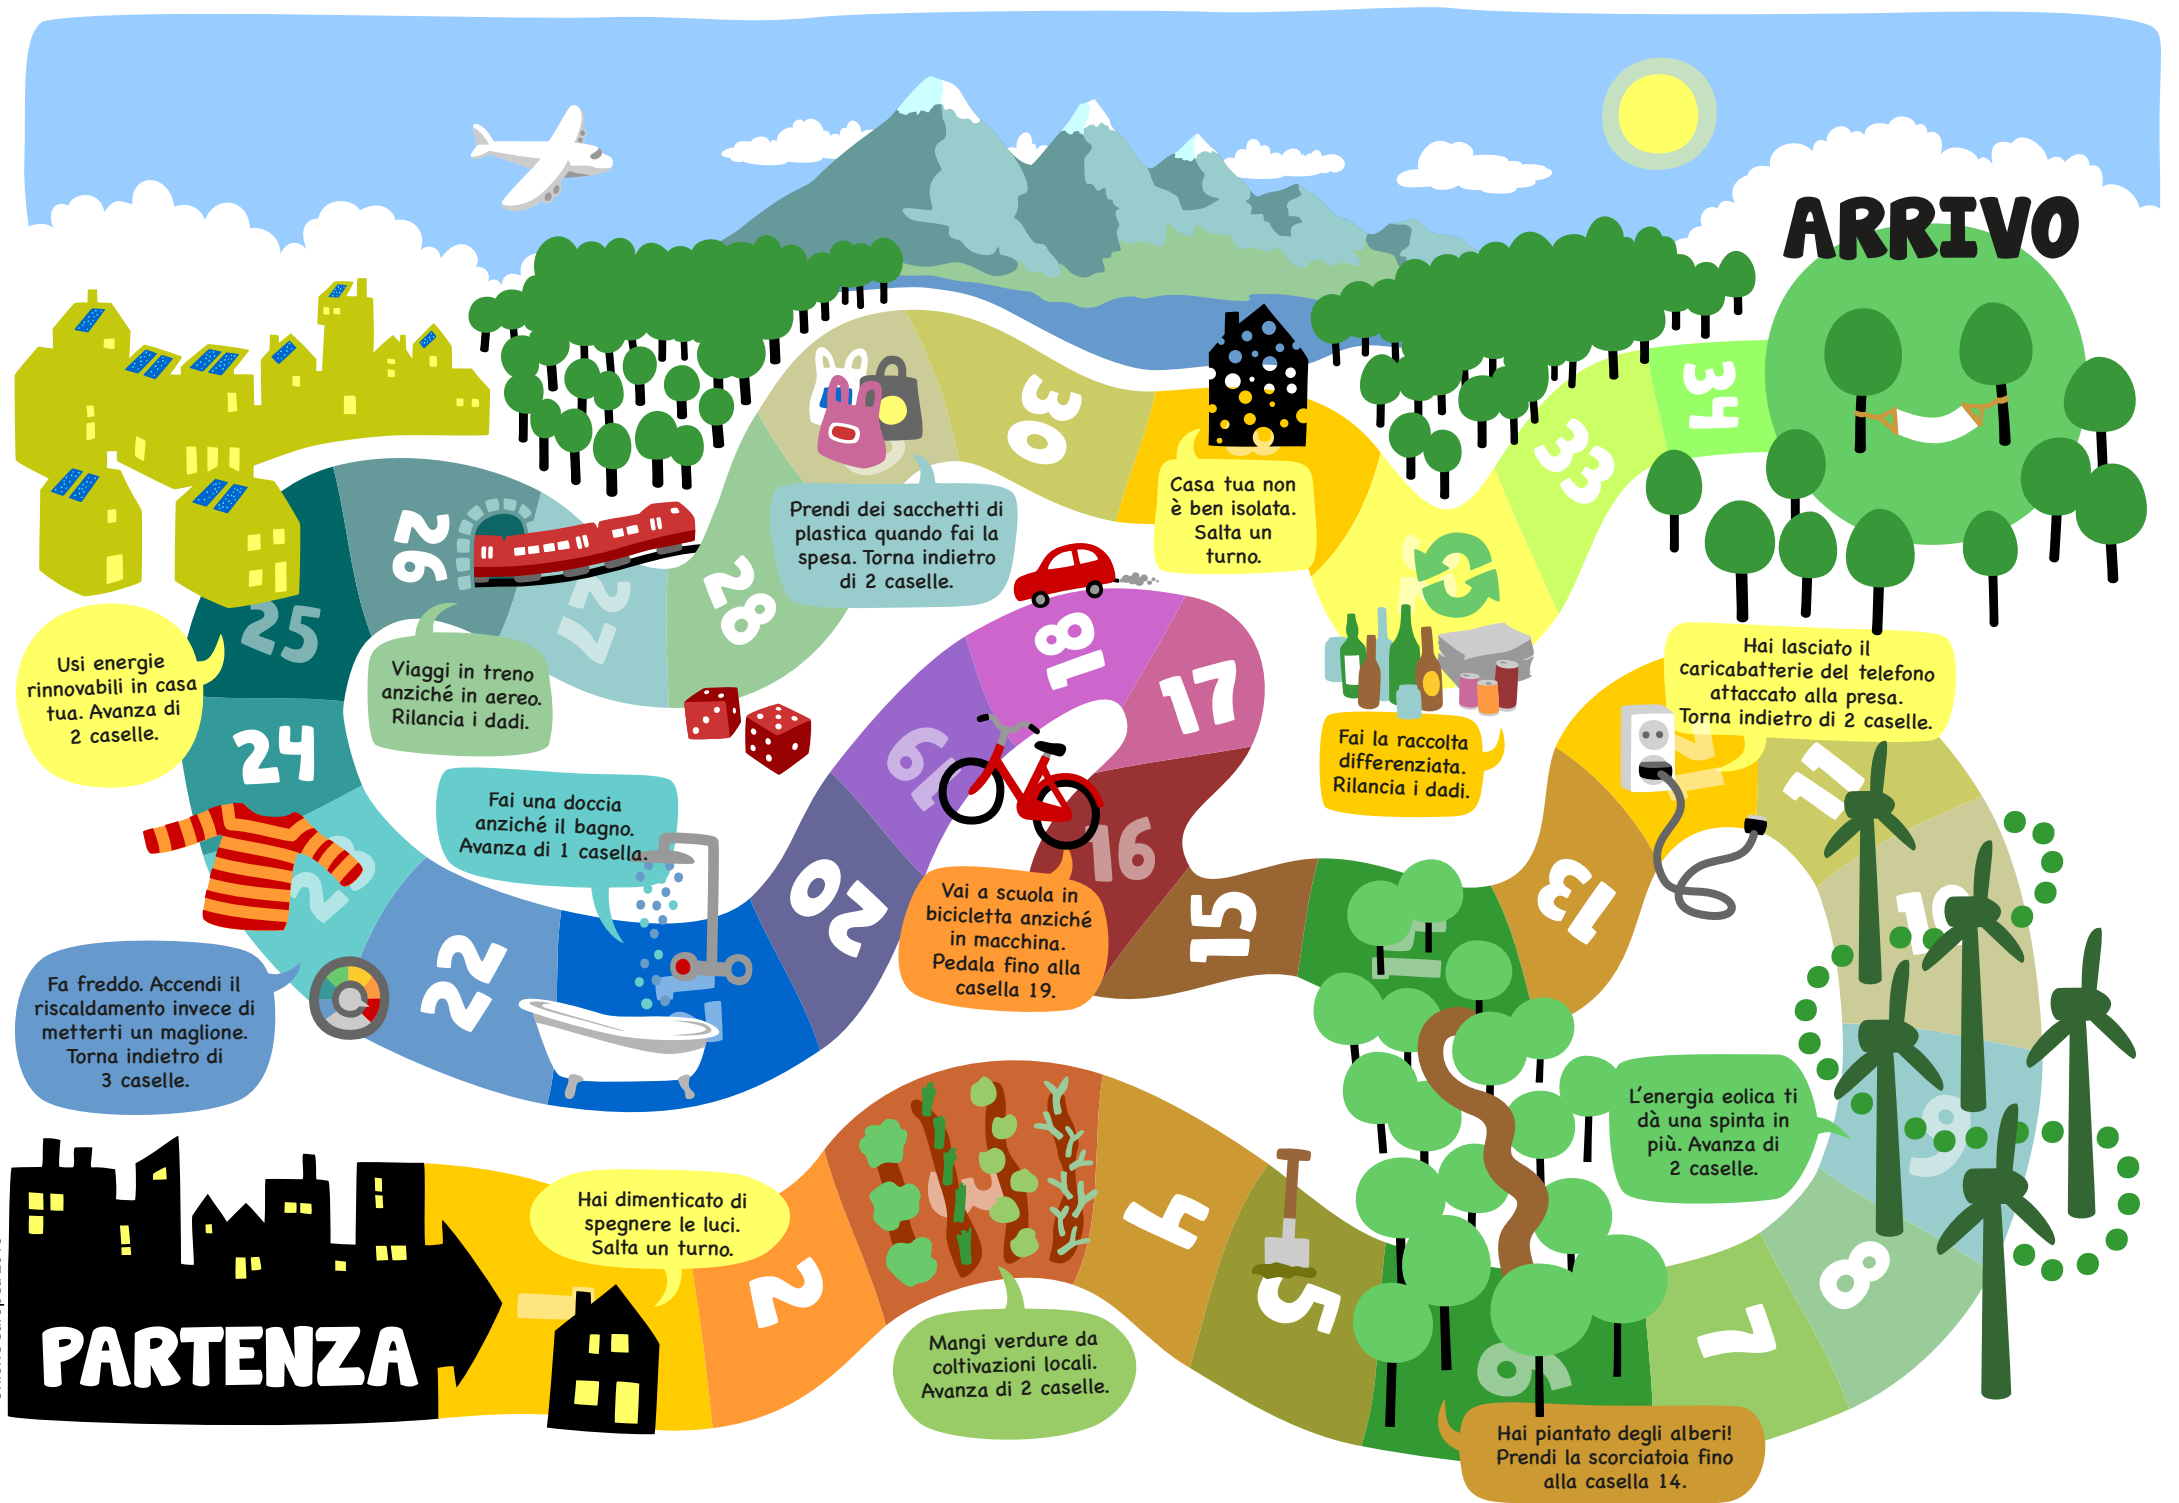 ARRIVO
34
33
30
Casa tua non
è ben isolata.
Salta un
turno.
Prendi dei sacchetti di
plastica quando fai la
spesa. Torna indietro
di 2 caselle.
28
27
26
25
Usi energie
rinnovabili in casa
tua. Avanza di
2 caselle.
Viaggi in treno
anziché in aereo.
Rilancia i dadi.
24
23
Fai una doccia
anziché il bagno.
Avanza di 1 casella.
Fa freddo. Accendi il
riscaldamento invece di
metterti un maglione.
Torna indietro di
3 caselle.
22
20
19
18
17
16
Vai a scuola in
bicicletta anziché
in macchina.
Pedala fino alla
casella 19.
15
Fai la raccolta
differenziata.
Rilancia i dadi.
13
Hai lasciato il
caricabatterie del telefono
attaccato alla presa.
Torna indietro di 2 caselle.
11
10
9
L'energia eolica ti
dà una spinta in
più. Avanza di
2 caselle.
8
7
6
Hai piantato degli alberi!
Prendi la scorciatoia fino
alla casella 14.
5
4
Mangi verdure da
coltivazioni locali.
Avanza di 2 caselle.
2
Hai dimenticato di
spegnere le luci.
Salta un turno.
PARTENZA